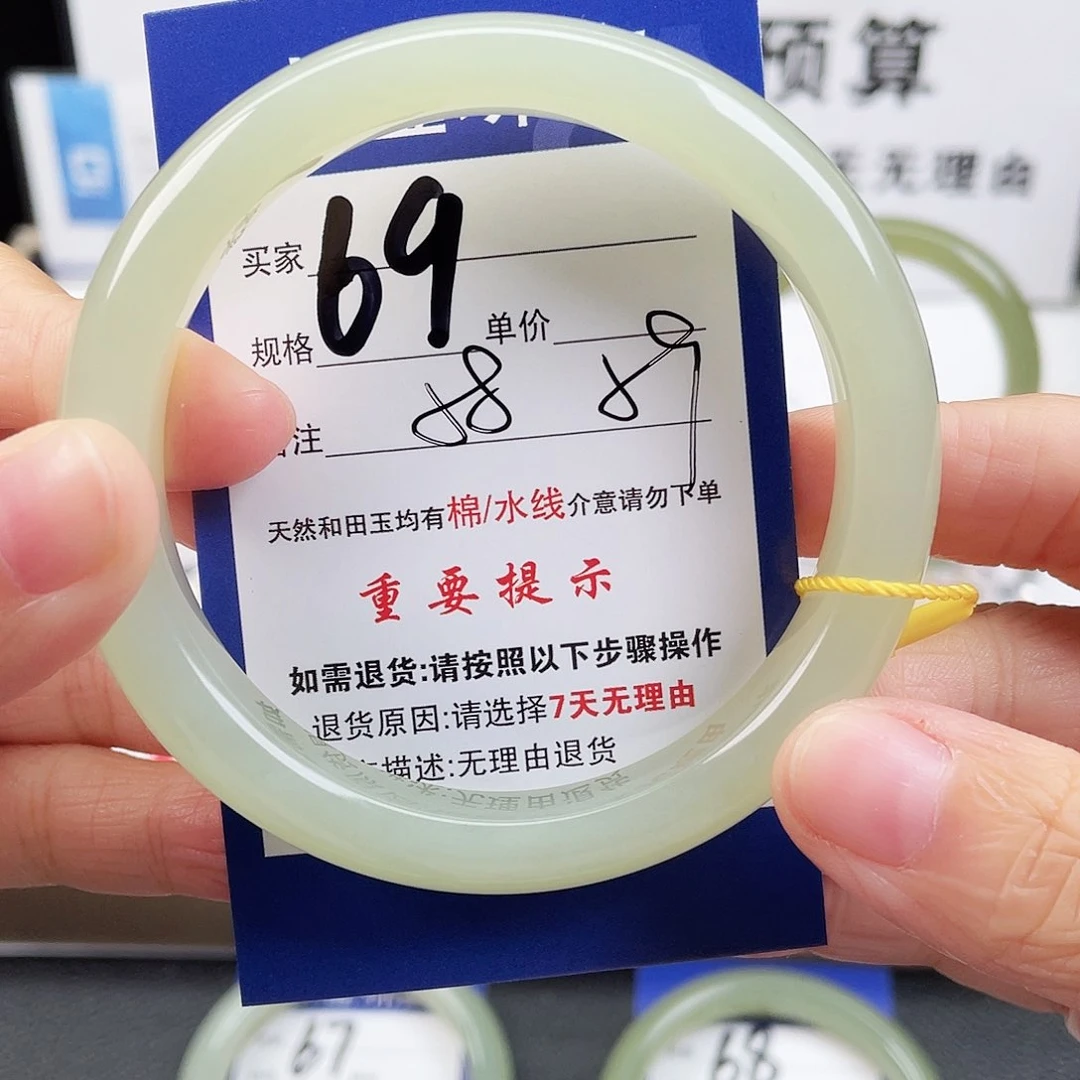 预算
天无理由
69
买家
规格
单价
88 89
注
天然和田玉均有棉/水线介意请勿下单
重要提示
如需退货:请按照以下步骤操作
退货原因:请选择7天无理由
描述:无理由退货
67
68